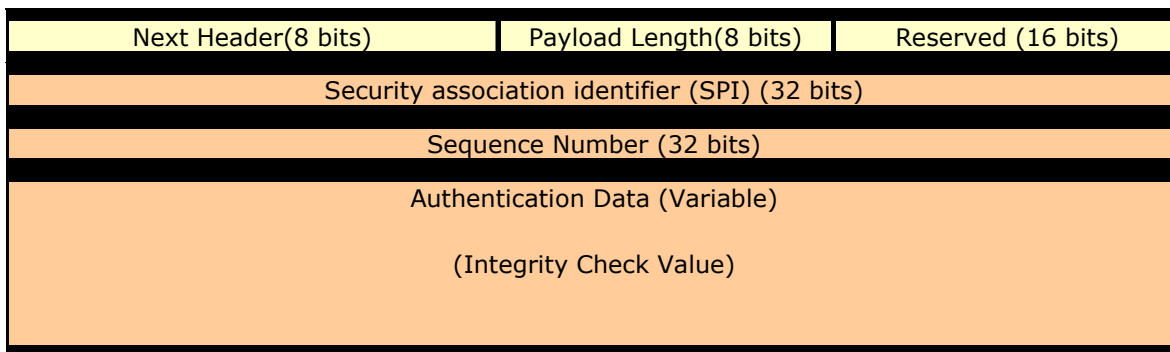 Next Header(8 bits) Payload Length(8 bits) Reserved (16 bits)
Security association identifier (SPI) (32 bits)
Sequence Number (32 bits)
Authentication Data (Variable)
(Integrity Check Value)